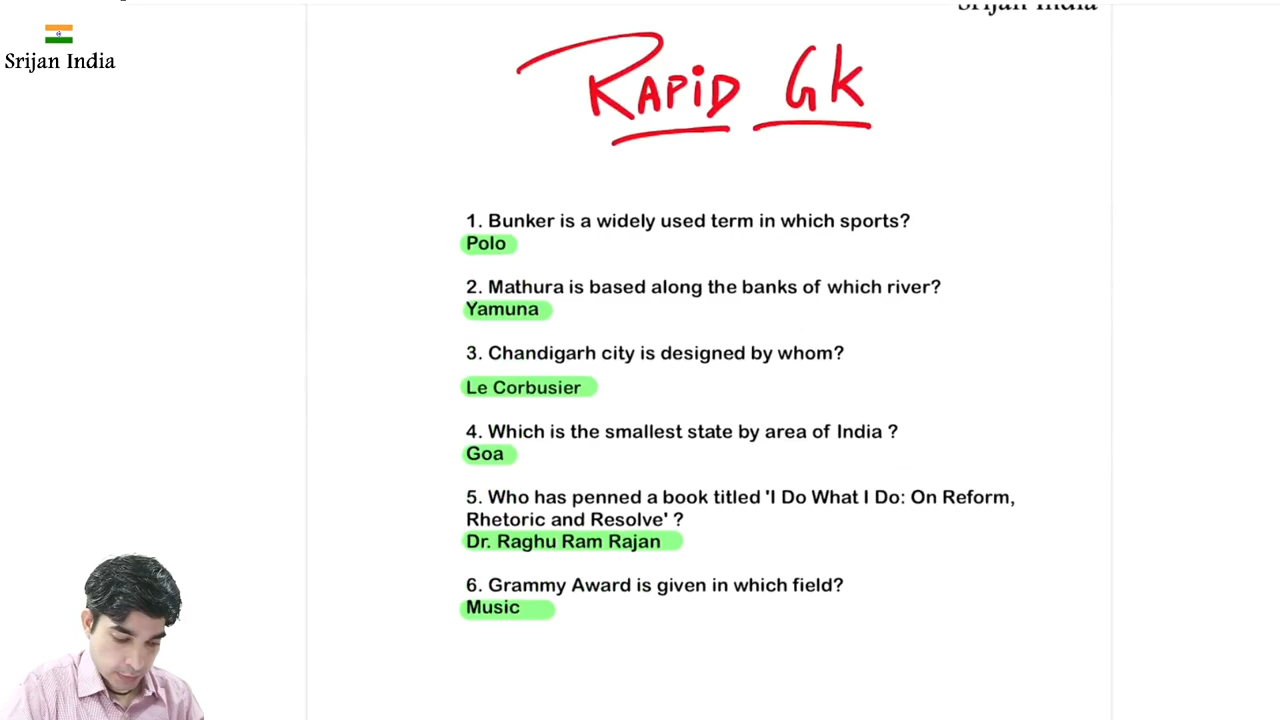 Srijan India
Srijan India
RAPiD GK
1. Bunker is a widely used term in which sports?
Polo
2. Mathura is based along the banks of which river?
Yamuna
3. Chandigarh city is designed by whom?
Le Corbusier
4. Which is the smallest state by area of India ?
Goa
5. Who has penned a book titled 'I Do What I Do: On Reform,
Rhetoric and Resolve' ?
Dr. Raghu Ram Rajan
6. Grammy Award is given in which field?
Music